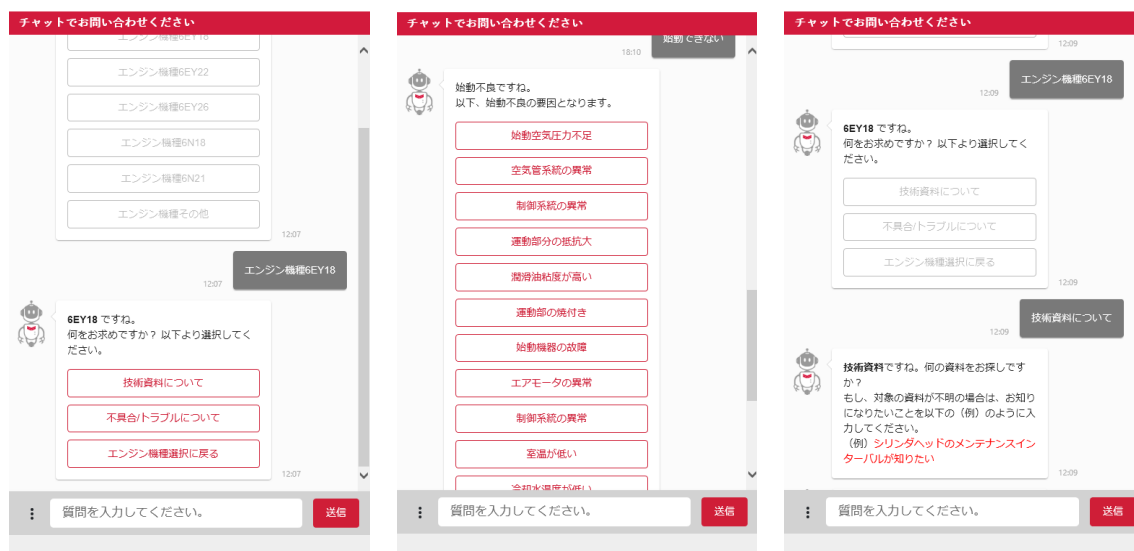 チャットでお問い合わせください
エンジン機種6EY18
エンジン機種6EY22
エンジン機種6EY26
エンジン機種6N18
エンジン機種6N21
エンジン機種その他
12:07
エンジン機種6EY18
12:07
6EY18 ですね。
何をお求めですか？ 以下より選択してく
ださい。
技術資料について
不具合/トラブルについて
エンジン機種選択に戻る
12:07
質問を入力してください。
送信
チャットでお問い合わせください
始動できない
18:10
始動不良ですね。
以下、始動不良の要因となります。
始動空気圧力不足
空気管系統の異常
制御系統の異常
運動部分の抵抗大
潤滑油粘度が高い
運動部の焼付き
始動機器の故障
エアモータの異常
制御系統の異常
室温が低い
冷却水温度が低い
質問を入力してください。
送信
チャットでお問い合わせください
12:09
エンジン機種6EY18
12:09
6EY18 ですね。
何をお求めですか？ 以下より選択してく
ださい。
技術資料について
不具合/トラブルについて
エンジン機種選択に戻る
12:09
技術資料について
12:09
技術資料ですね。何の資料をお探しです
か？
もし、対象の資料が不明の場合は、お知り
になりたいことを以下の（例）のように入
力してください。
（例）シリンダヘッドのメンテナンスイン
ターバルが知りたい
12:09
質問を入力してください。
送信